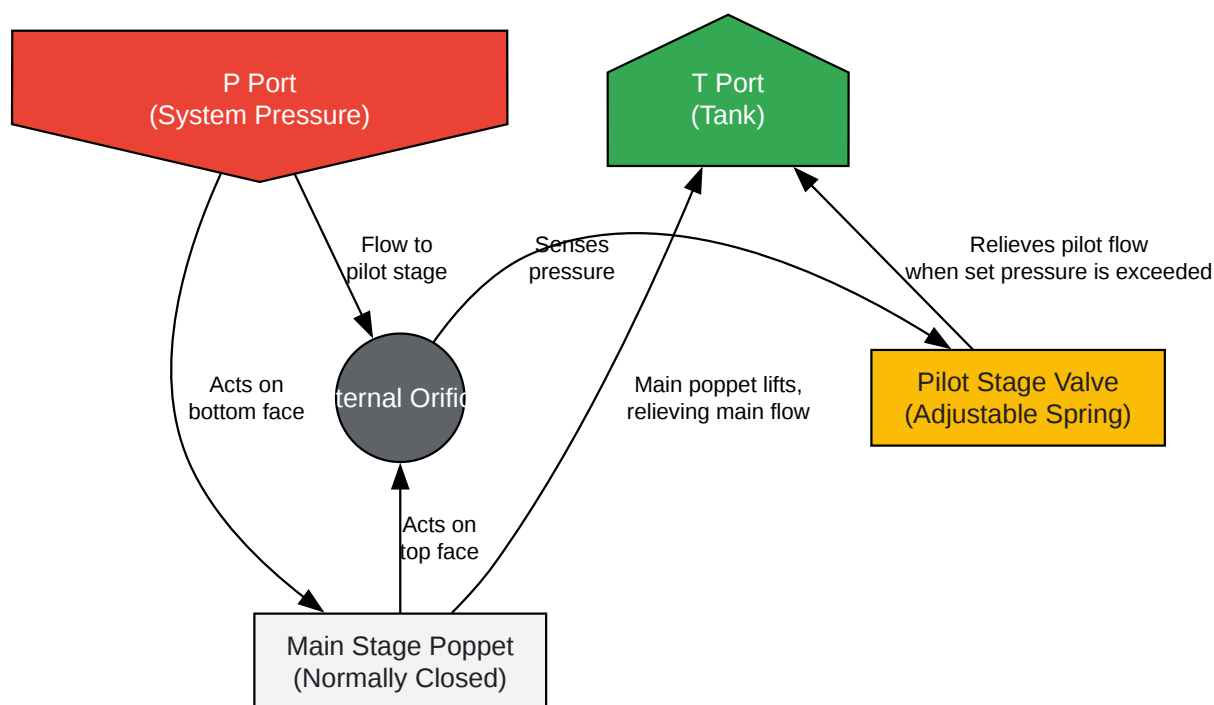 P Port
(System Pressure)
T Port
(Tank)
Flow to
pilot stage
Senses
pressure
Relieves pilot flow
when set pressure is exceeded
Acts on
bottom face
ternal Orific
Main poppet lifts,
relieving main flow
Pilot Stage Valve
(Adjustable Spring)
Acts on
top face
Main Stage Poppet
(Normally Closed)